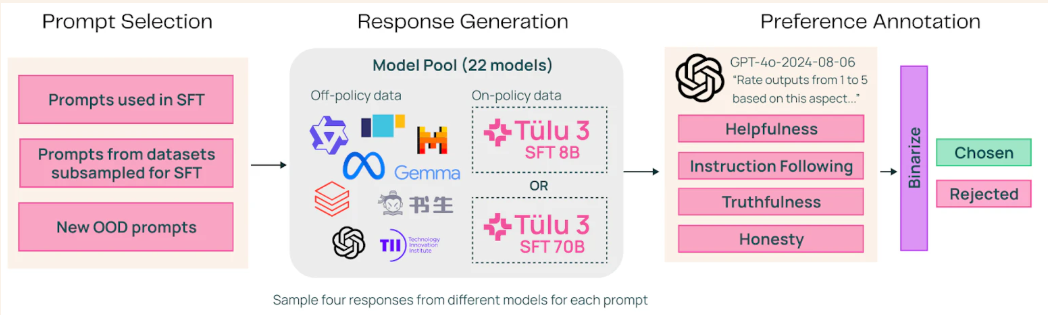 Prompt Selection
Response Generation
Preference Annotation
Prompts used in SFT
Prompts from datasets
subsampled for SFT
New OOD prompts
Model Pool (22 models)
Off-policy data
On-policy data
Gemma
书生
TII Technology
Innovation
Institute
Tülu 3
SFT 8B
OR
Tülu 3
SFT 70B
Sample four responses from different models for each prompt
GPT-4o-2024-08-06
“Rate outputs from 1 to 5
based on this aspect...”
Helpfulness
Instruction Following
Truthfulness
Honesty
Binarize
Chosen
Rejected